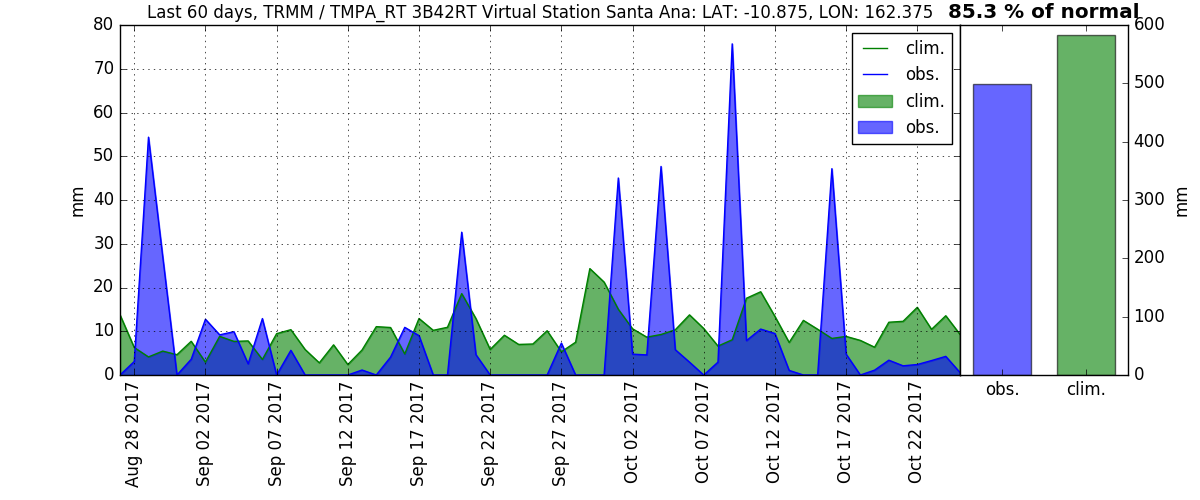 Last 60 days, TRMM / TMPA_RT 3B42RT Virtual Station Santa Ana: LAT: -10.875, LON: 162.375
85.3 % of normal
80
70
60
50
40
30
20
10
0
mm
clim.
obs.
clim.
obs.
600
500
400
300
200
100
0
mm
Aug 28 2017
Sep 02 2017
Sep 07 2017
Sep 12 2017
Sep 17 2017
Sep 22 2017
Sep 27 2017
Oct 02 2017
Oct 07 2017
Oct 12 2017
Oct 17 2017
Oct 22 2017
obs.
clim.